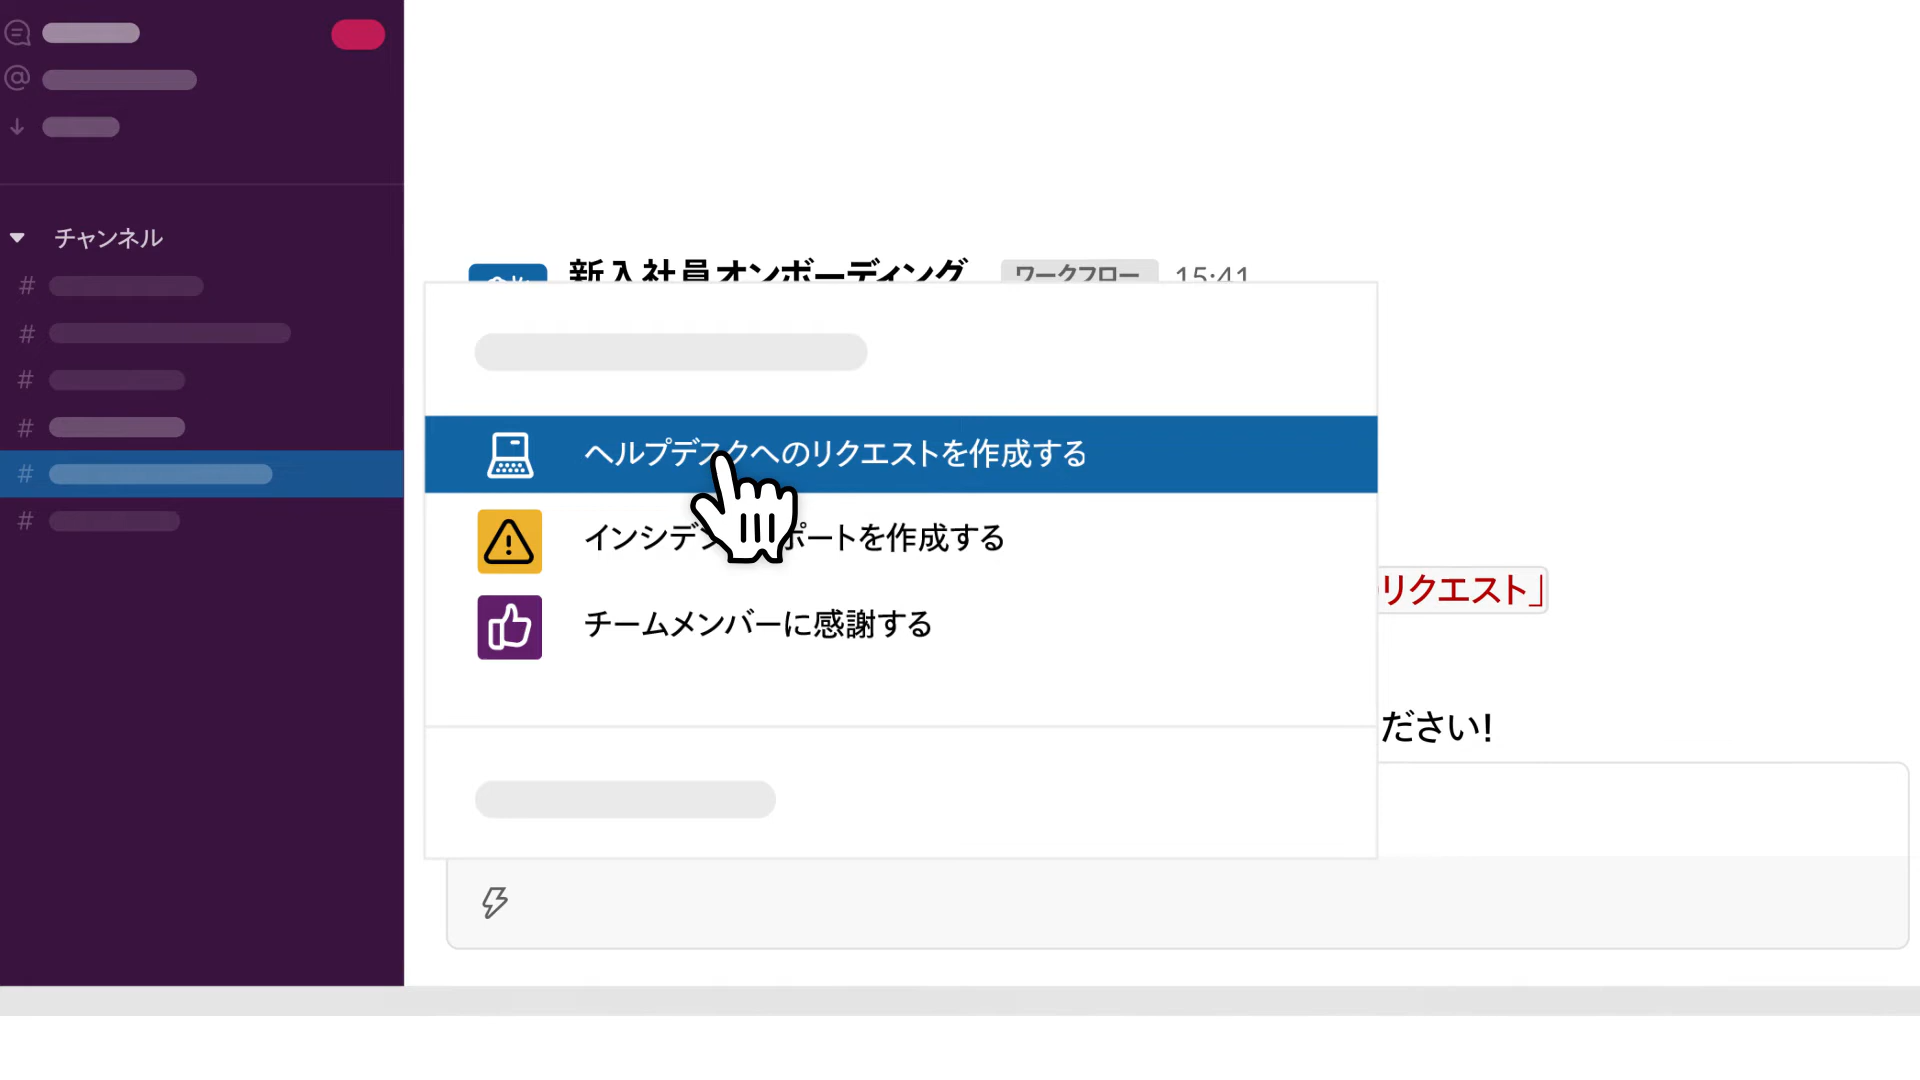 チャンネル
新入社員オンボーディング ワークフロー 15:41
ヘルプデスクへのリクエストを作成する
インシデン ポートを作成する
チームメンバーに感謝する
リクエスト」
ださい!